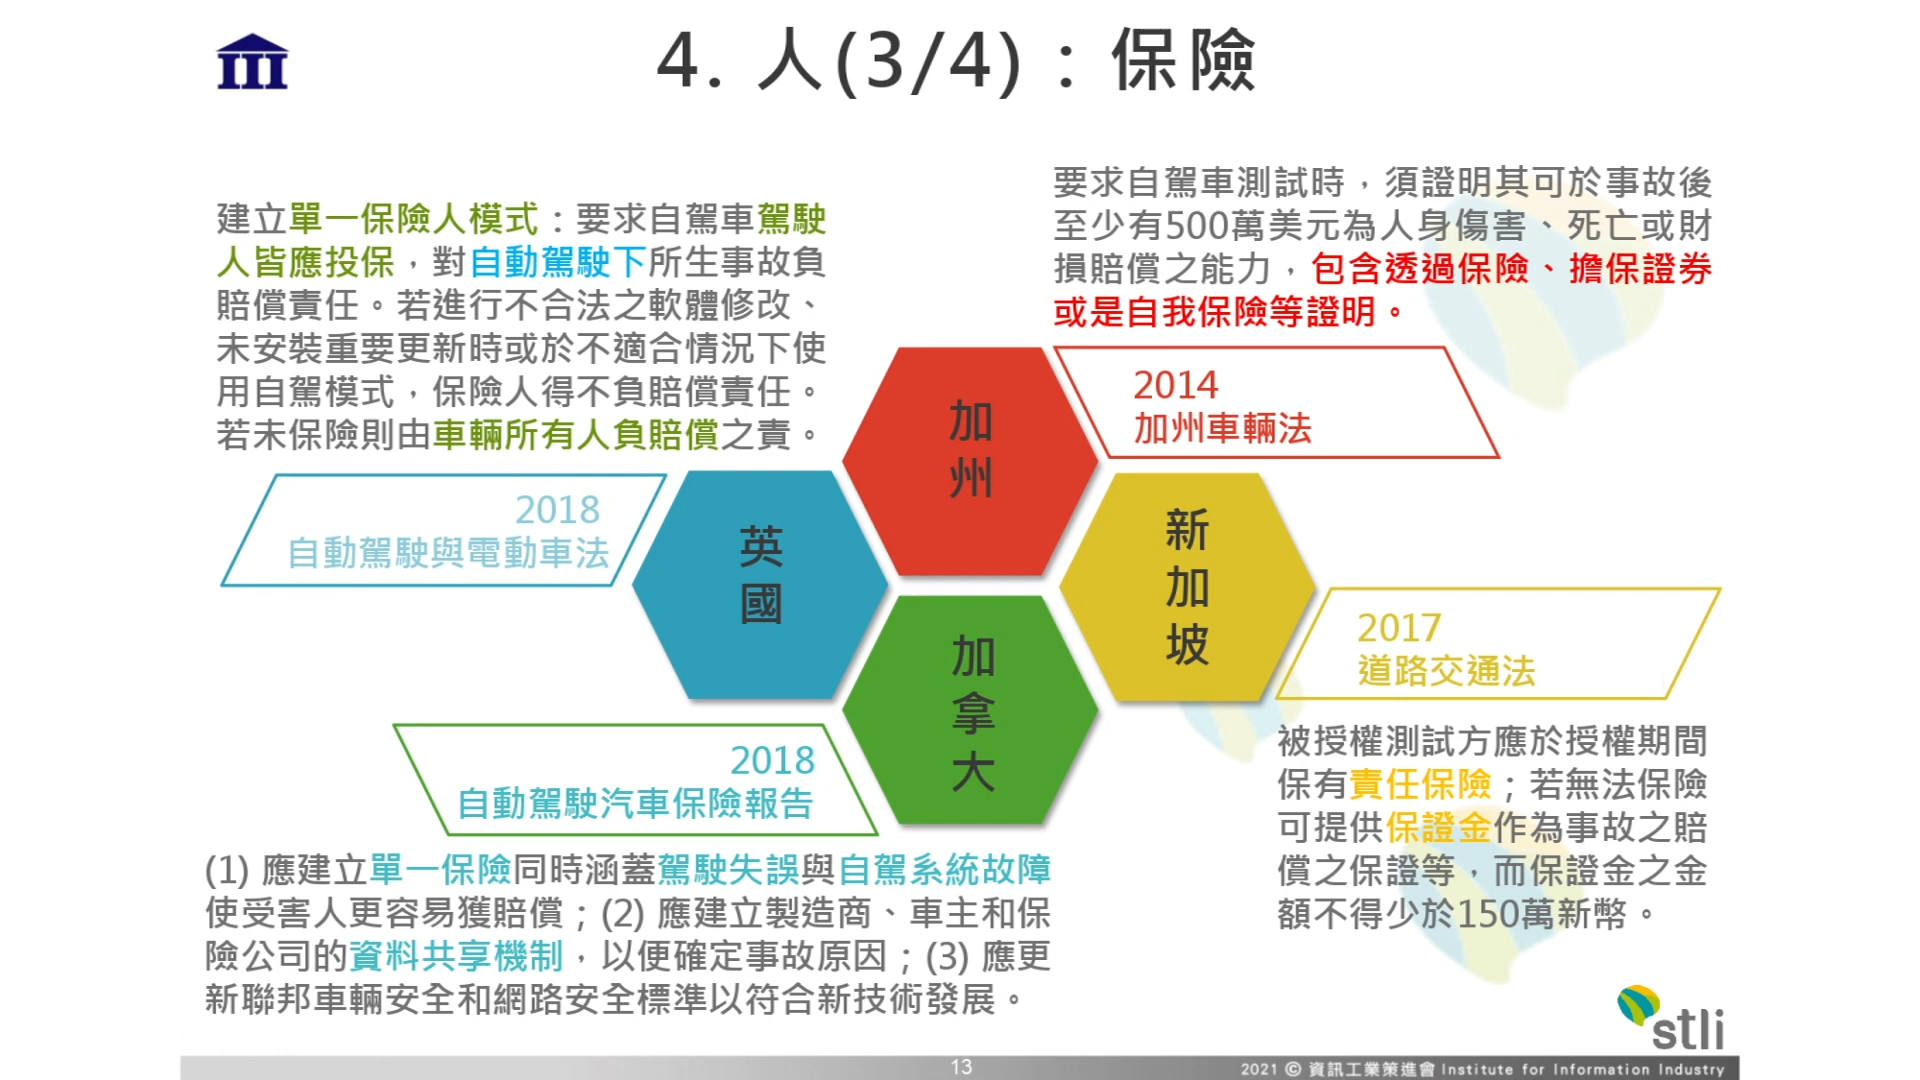 4. 人(3/4)：保險
建立單一保險人模式：要求自駕車駕駛
人皆應投保，對自動駕駛下所生事故負
賠償責任。若進行不合法之軟體修改、
未安裝重要更新時或於不適合情況下使
用自駕模式，保險人得不負賠償責任。
若未保險則由車輛所有人負賠償之責。
要求自駕車測試時，須證明其可於事故後
至少有500萬美元為人身傷害、死亡或財
損賠償之能力，包含透過保險、擔保證券
或是自我保險等證明。
加
州
2014
加州車輛法
2018
自動駕駛與電動車法
英
國
新
加
坡
2017
道路交通法
被授權測試方應於授權期間
保有責任保險；若無法保險
可提供保證金作為事故之賠
償之保證等，而保證金之金
額不得少於150萬新幣。
加
拿
大
2018
自動駕駛汽車保險報告
(1) 應建立單一保險同時涵蓋駕駛失誤與自駕系統故障
使受害人更容易獲賠償；(2) 應建立製造商、車主和保
險公司的資料共享機制，以便確定事故原因；(3) 應更
新聯邦車輛安全和網路安全標準以符合新技術發展。
stli
13
2021 © 資訊工業策進會 Institute for Information Industry